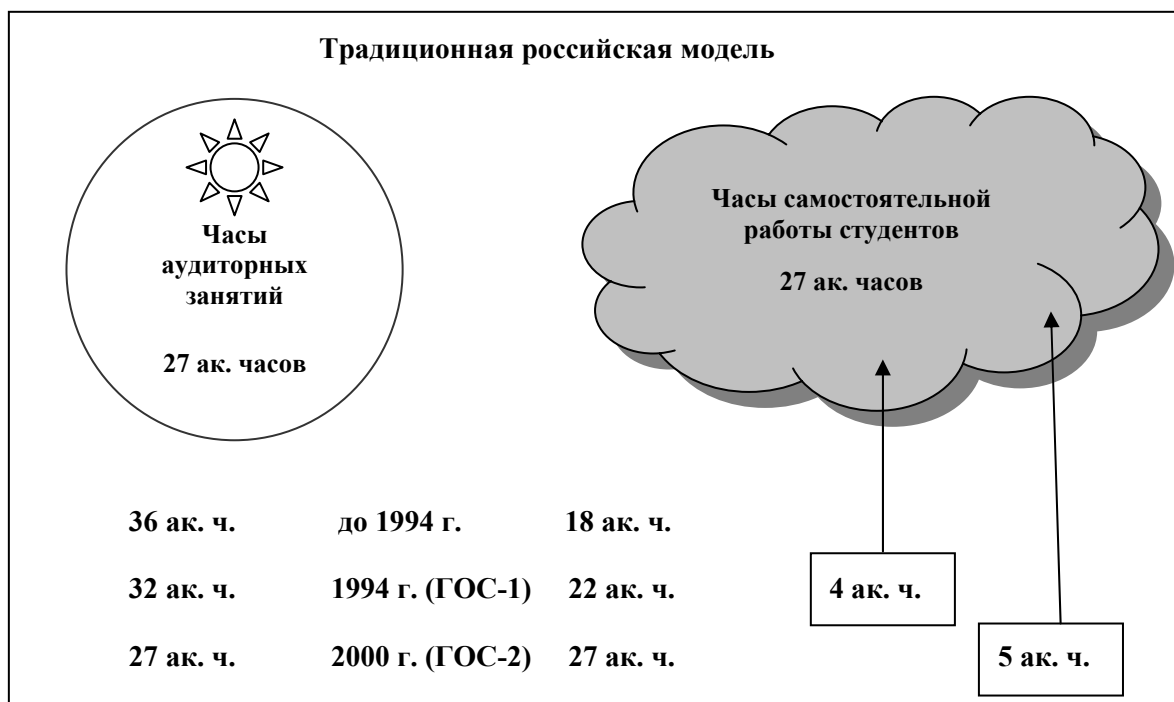 Традиционная российская модель
Часы
аудиторных
занятий
27 ак. часов
Часы самостоятельной
работы студентов
27 ак. часов
36 ак. ч. до 1994 г. 18 ак. ч.
32 ак. ч. 1994 г. (ГОС-1) 22 ак. ч.
4 ак. ч.
27 ак. ч. 2000 г. (ГОС-2) 27 ак. ч.
5 ак. ч.